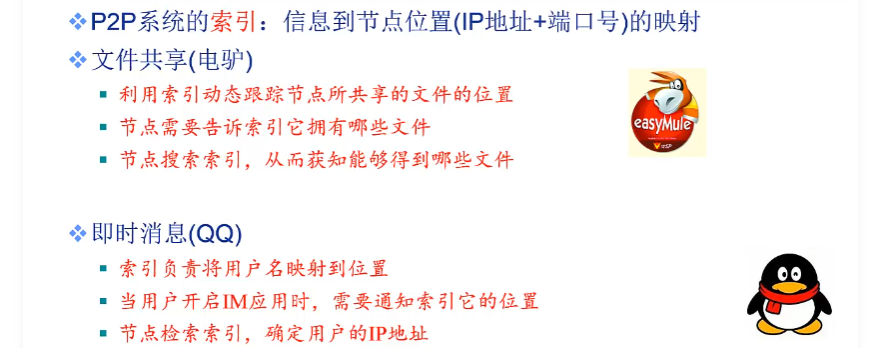 P2P系统的索引：信息到节点位置(IP地址+端口号)的映射
文件共享(电驴)
利用索引动态跟踪节点所共享的文件的位置
节点需要告诉索引它拥有哪些文件
节点搜索索引，从而获知能够得到哪些文件
easyMule
即时消息(QQ)
索引负责将用户名映射到位置
当用户开启IM应用时，需要通知索引它的位置
节点检索索引，确定用户的IP地址